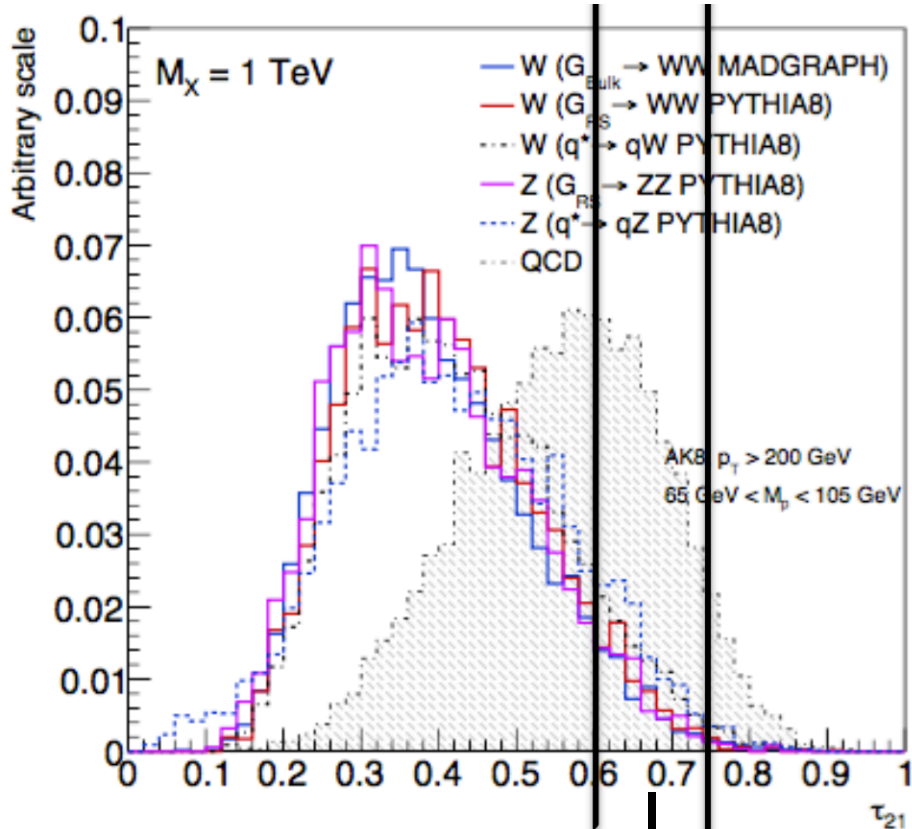 Arbitrary scale
0.1
0.09
0.08
0.07
0.06
0.05
0.04
0.03
0.02
0.01
0
M_X = 1 TeV
W (G_Bulk → WW MADGRAPH)
W (G_RS → WW PYTHIA8)
W (q* → qW PYTHIA8)
Z (G_RS → ZZ PYTHIA8)
Z (q* → qZ PYTHIA8)
QCD
AK8 p_T > 200 GeV
65 GeV < M_p < 105 GeV
0 0.1 0.2 0.3 0.4 0.5 0.6 0.7 0.8 0.9 1
τ_21